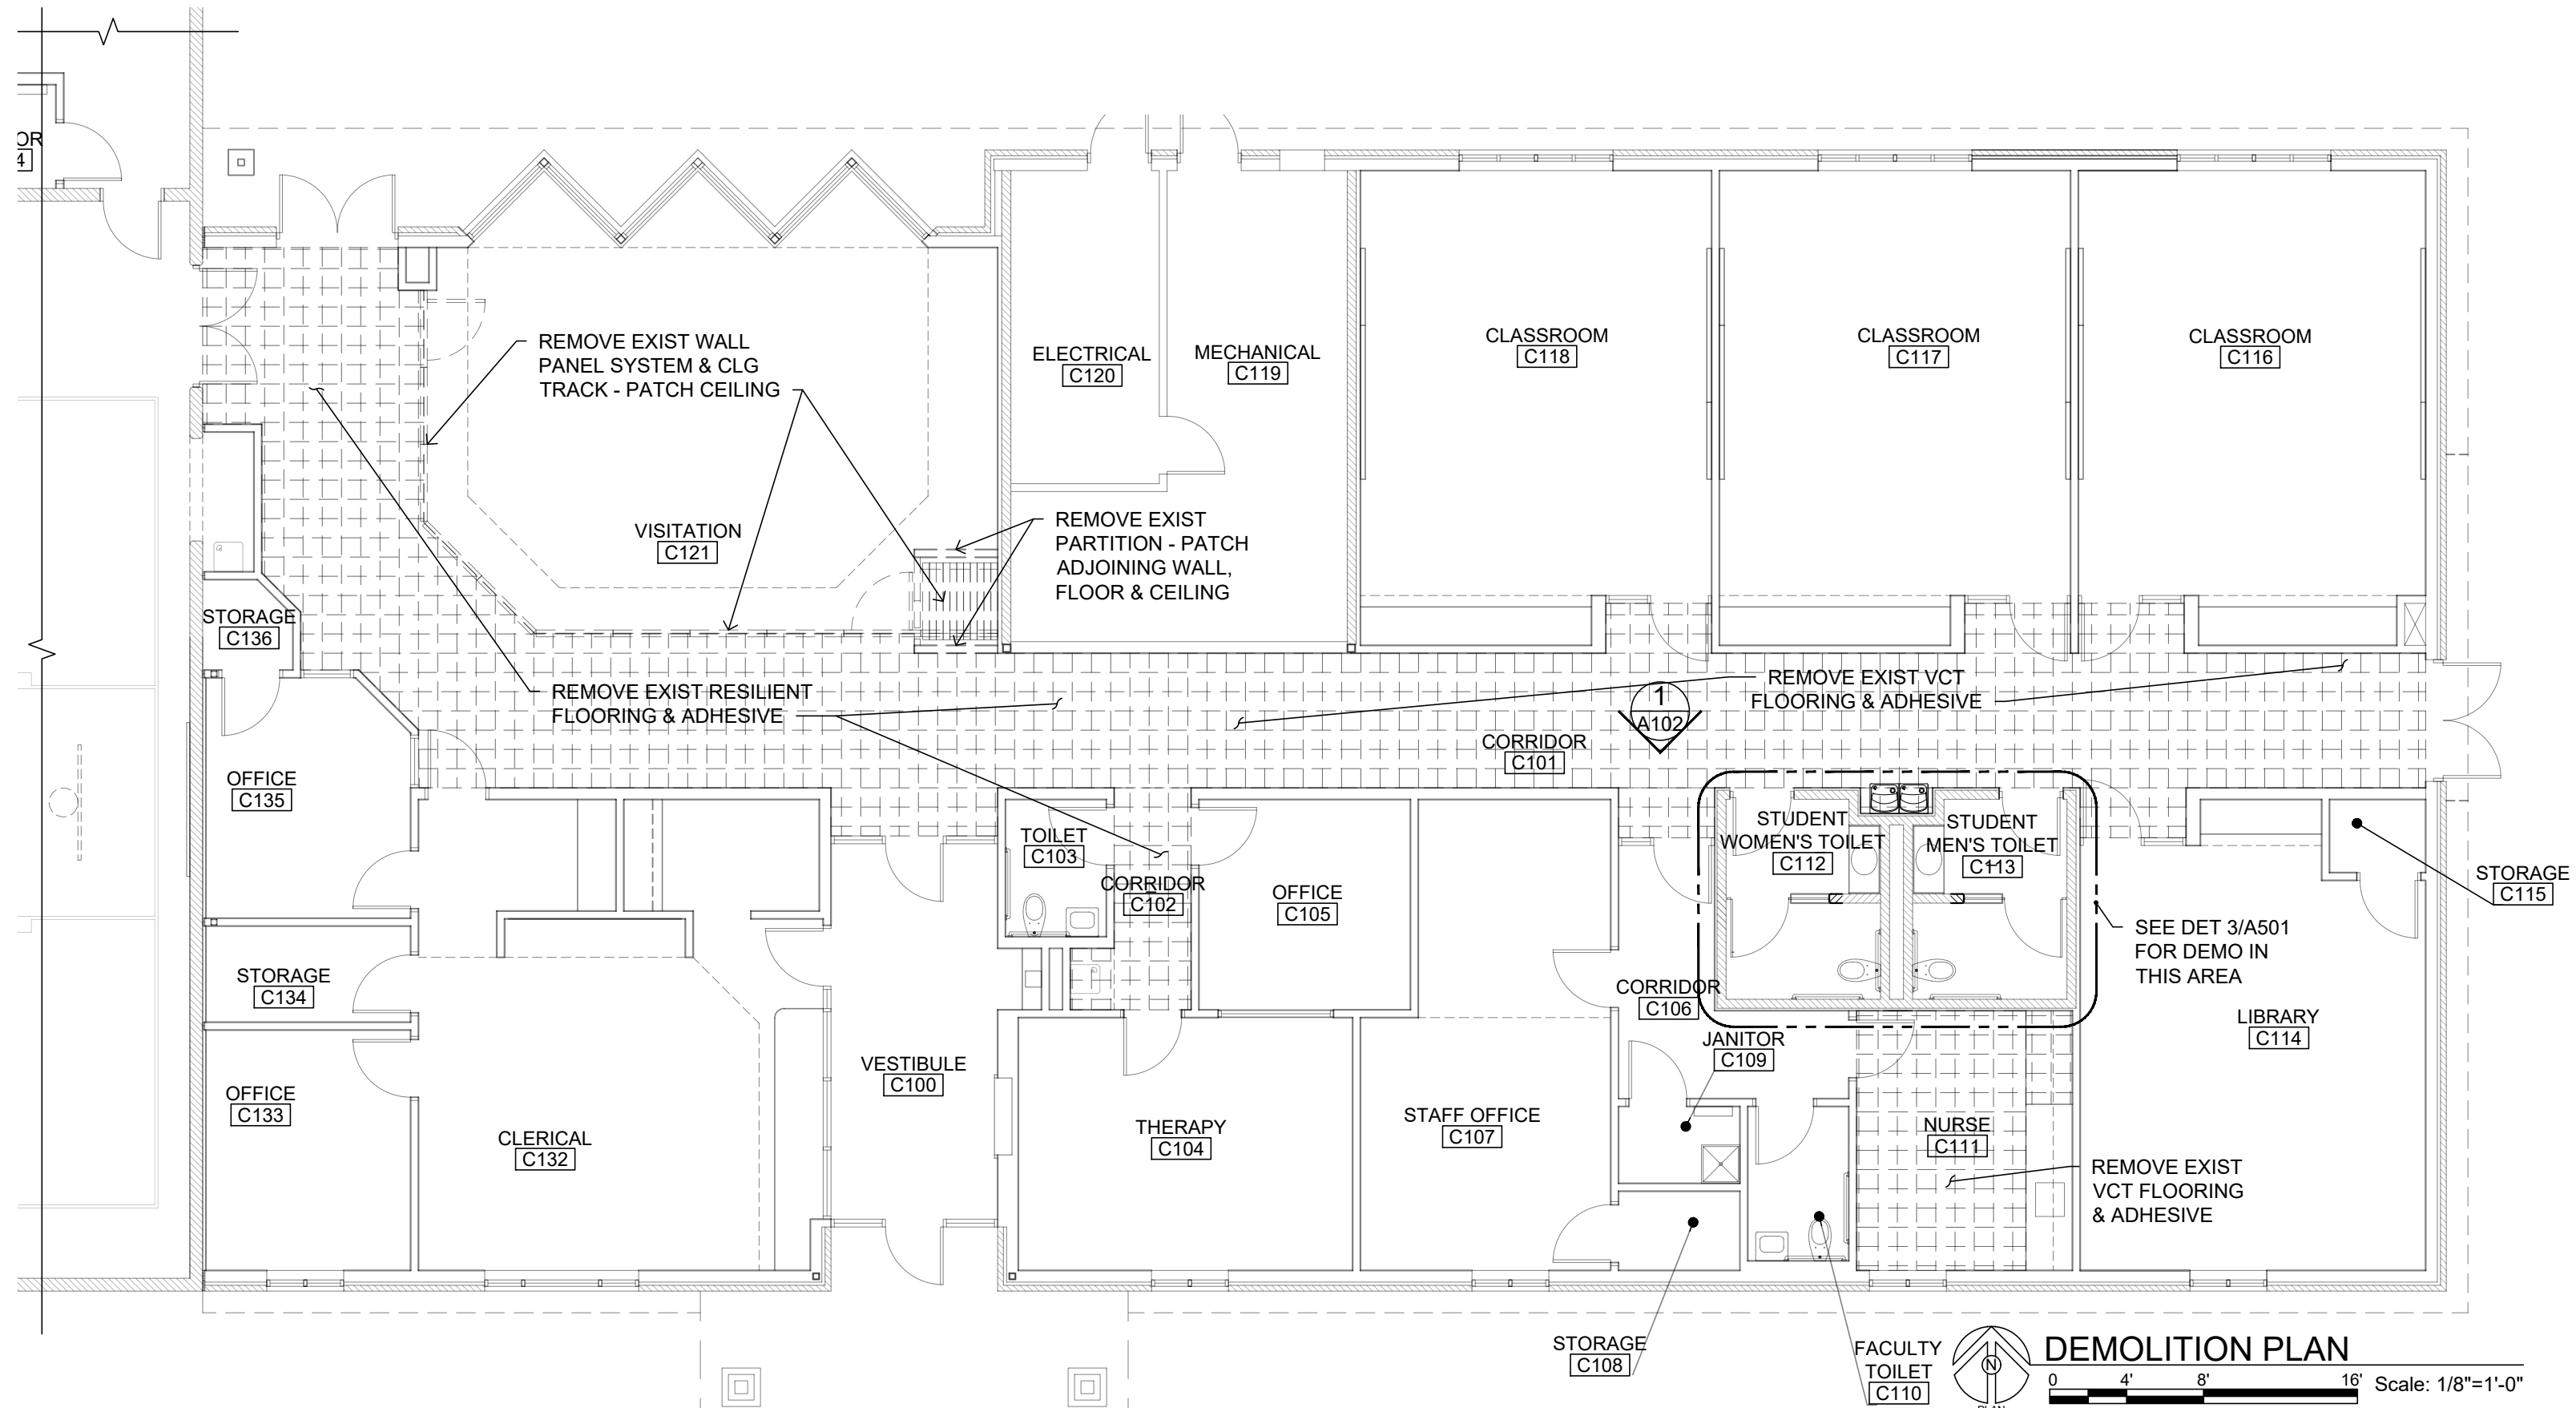 OR
4
REMOVE EXIST WALL
PANEL SYSTEM & CLG
TRACK - PATCH CEILING
ELECTRICAL
C120
MECHANICAL
C119
CLASSROOM
C118
CLASSROOM
C117
CLASSROOM
C116
VISITATION
C121
REMOVE EXIST
PARTITION - PATCH
ADJOINING WALL,
FLOOR & CEILING
STORAGE
C136
REMOVE EXIST RESILIENT
FLOORING & ADHESIVE
REMOVE EXIST VCT
FLOORING & ADHESIVE
1
A102
CORRIDOR
C101
OFFICE
C135
TOILET
C103
CORRIDOR
C102
OFFICE
C105
STUDENT
WOMEN'S TOILET
C112
STUDENT
MEN'S TOILET
C113
STORAGE
C115
SEE DET 3/A501
FOR DEMO IN
THIS AREA
STORAGE
C134
CORRIDOR
C106
LIBRARY
C114
JANITOR
C109
VESTIBULE
C100
OFFICE
C133
CLERICAL
C132
THERAPY
C104
STAFF OFFICE
C107
NURSE
C111
REMOVE EXIST
VCT FLOORING
& ADHESIVE
STORAGE
C108
FACULTY
TOILET
C110
N
DEMOLITION PLAN
0 4' 8' 16' Scale: 1/8"=1'-0"